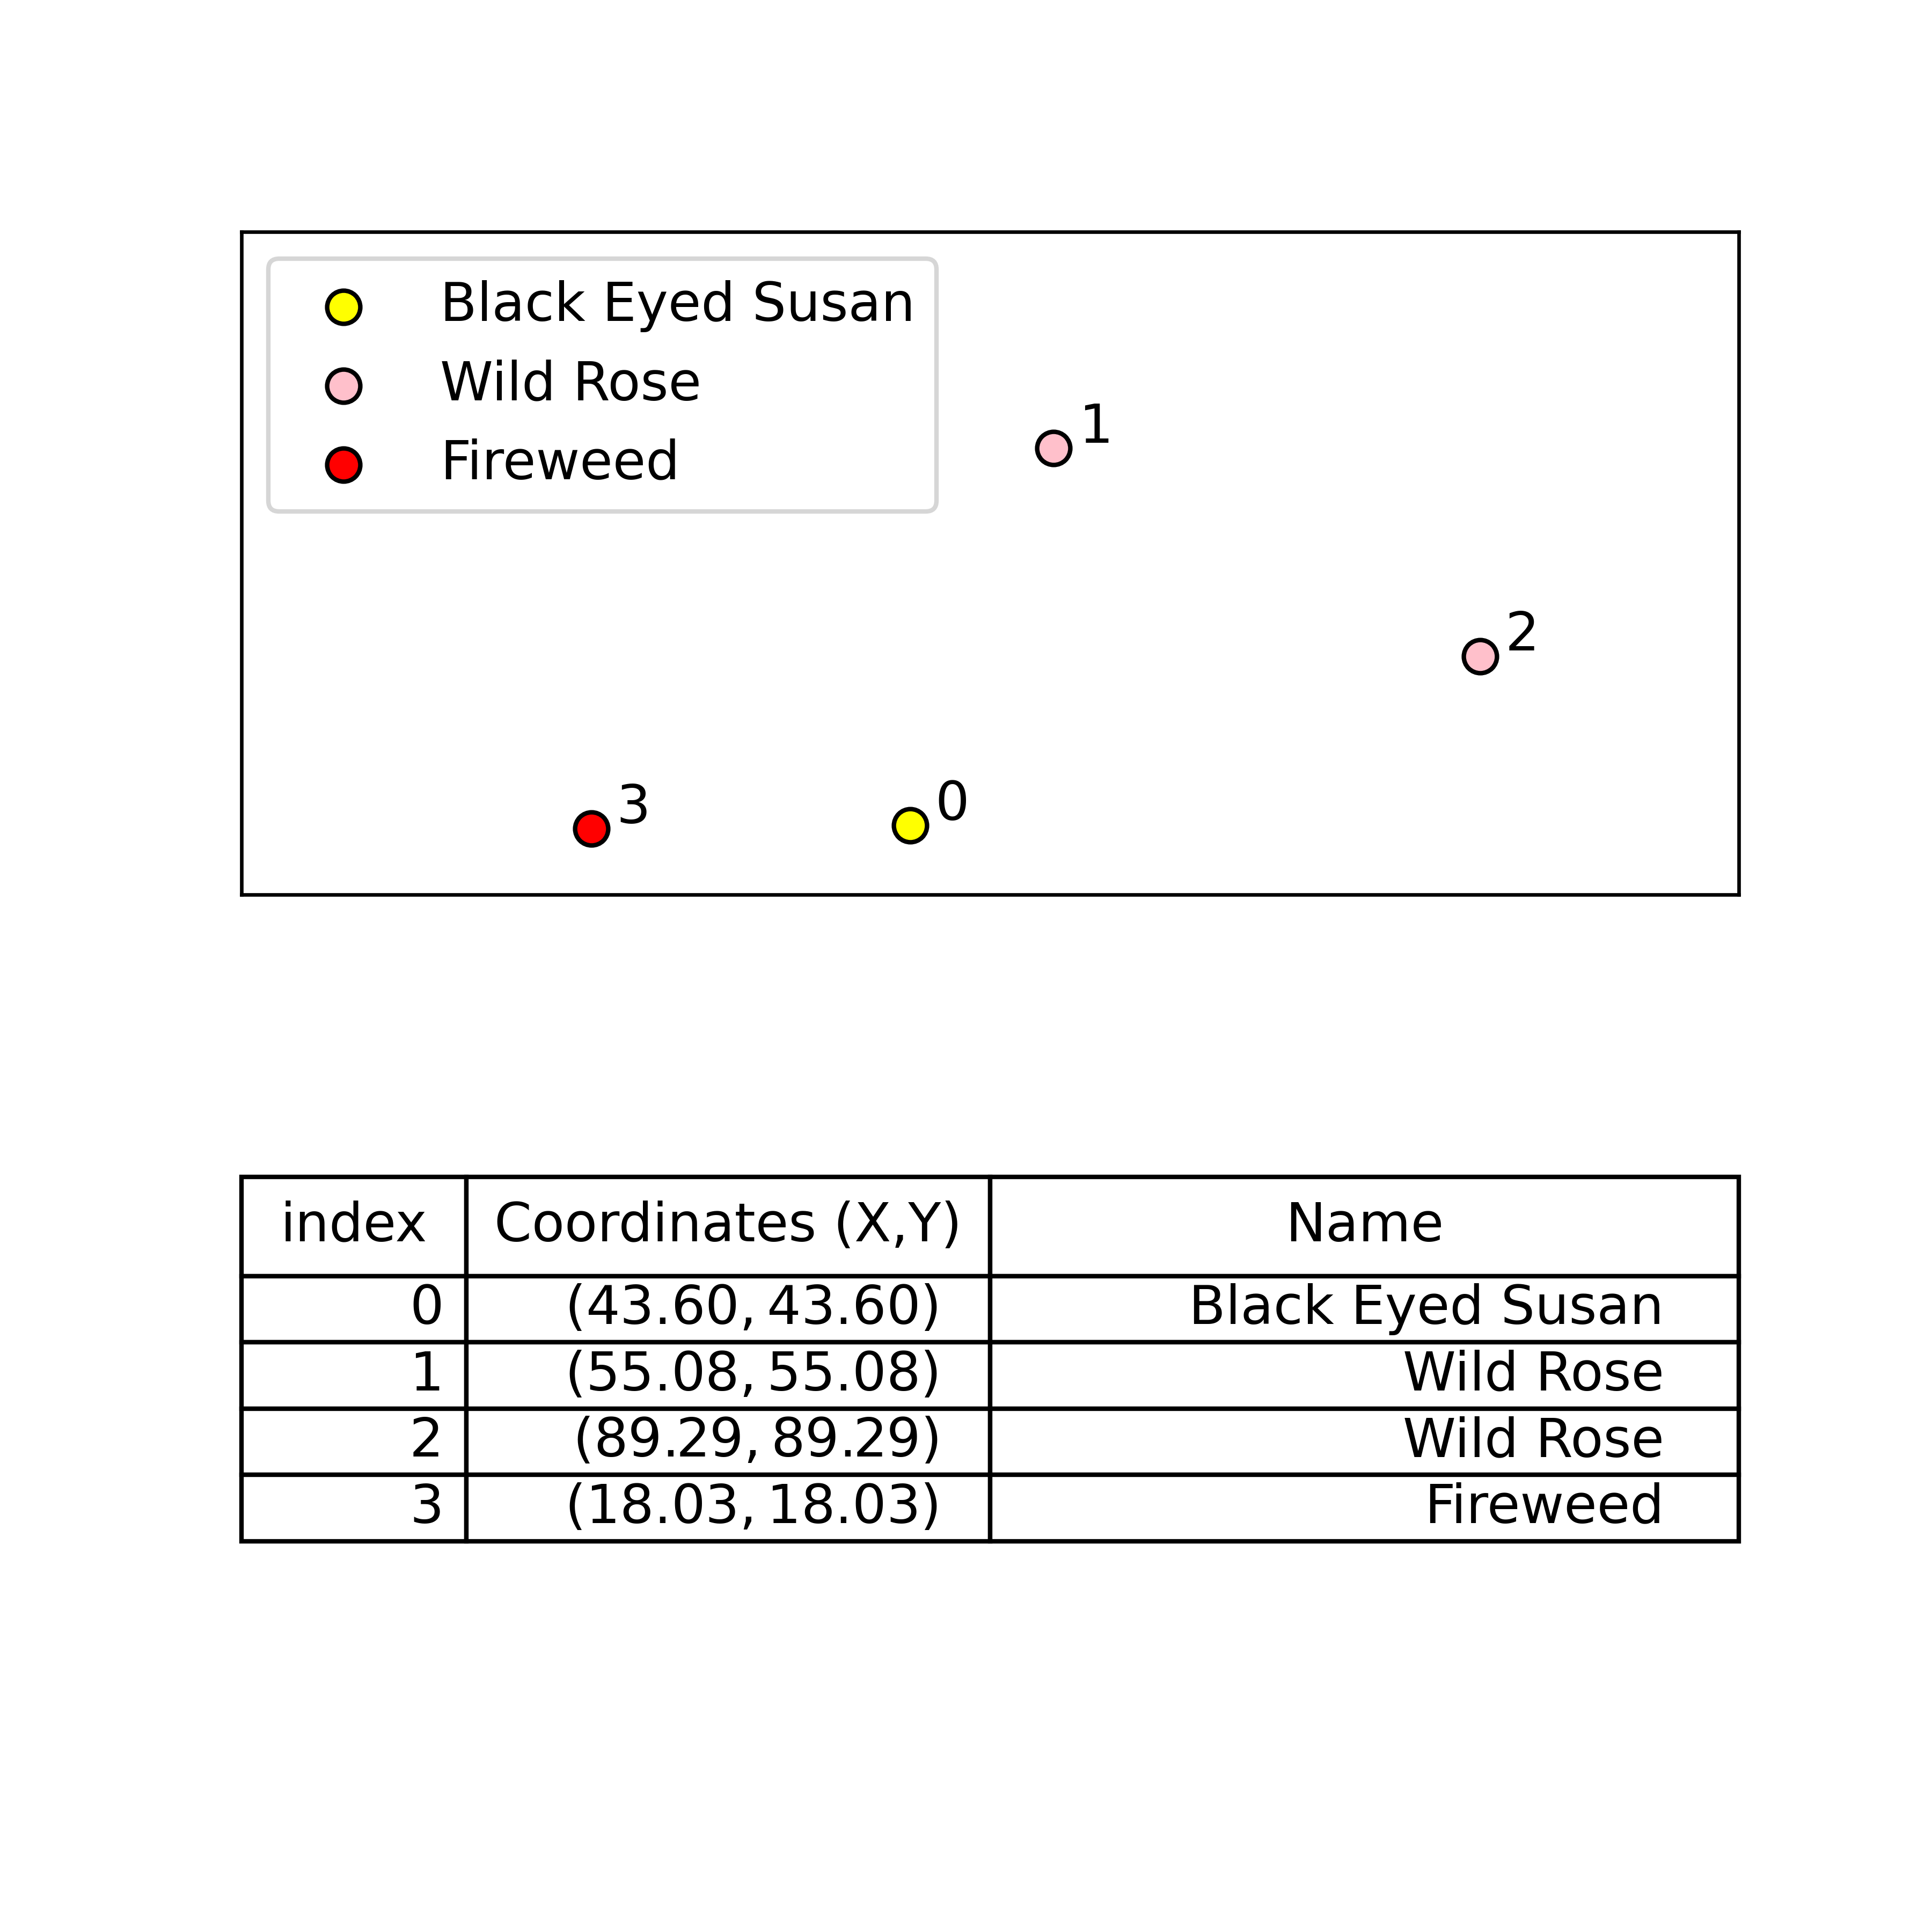 Black Eyed Susan
Wild Rose
Fireweed
1
2
3
0
index Coordinates (X,Y) Name
0 (43.60, 43.60) Black Eyed Susan
1 (55.08, 55.08) Wild Rose
2 (89.29, 89.29) Wild Rose
3 (18.03, 18.03) Fireweed